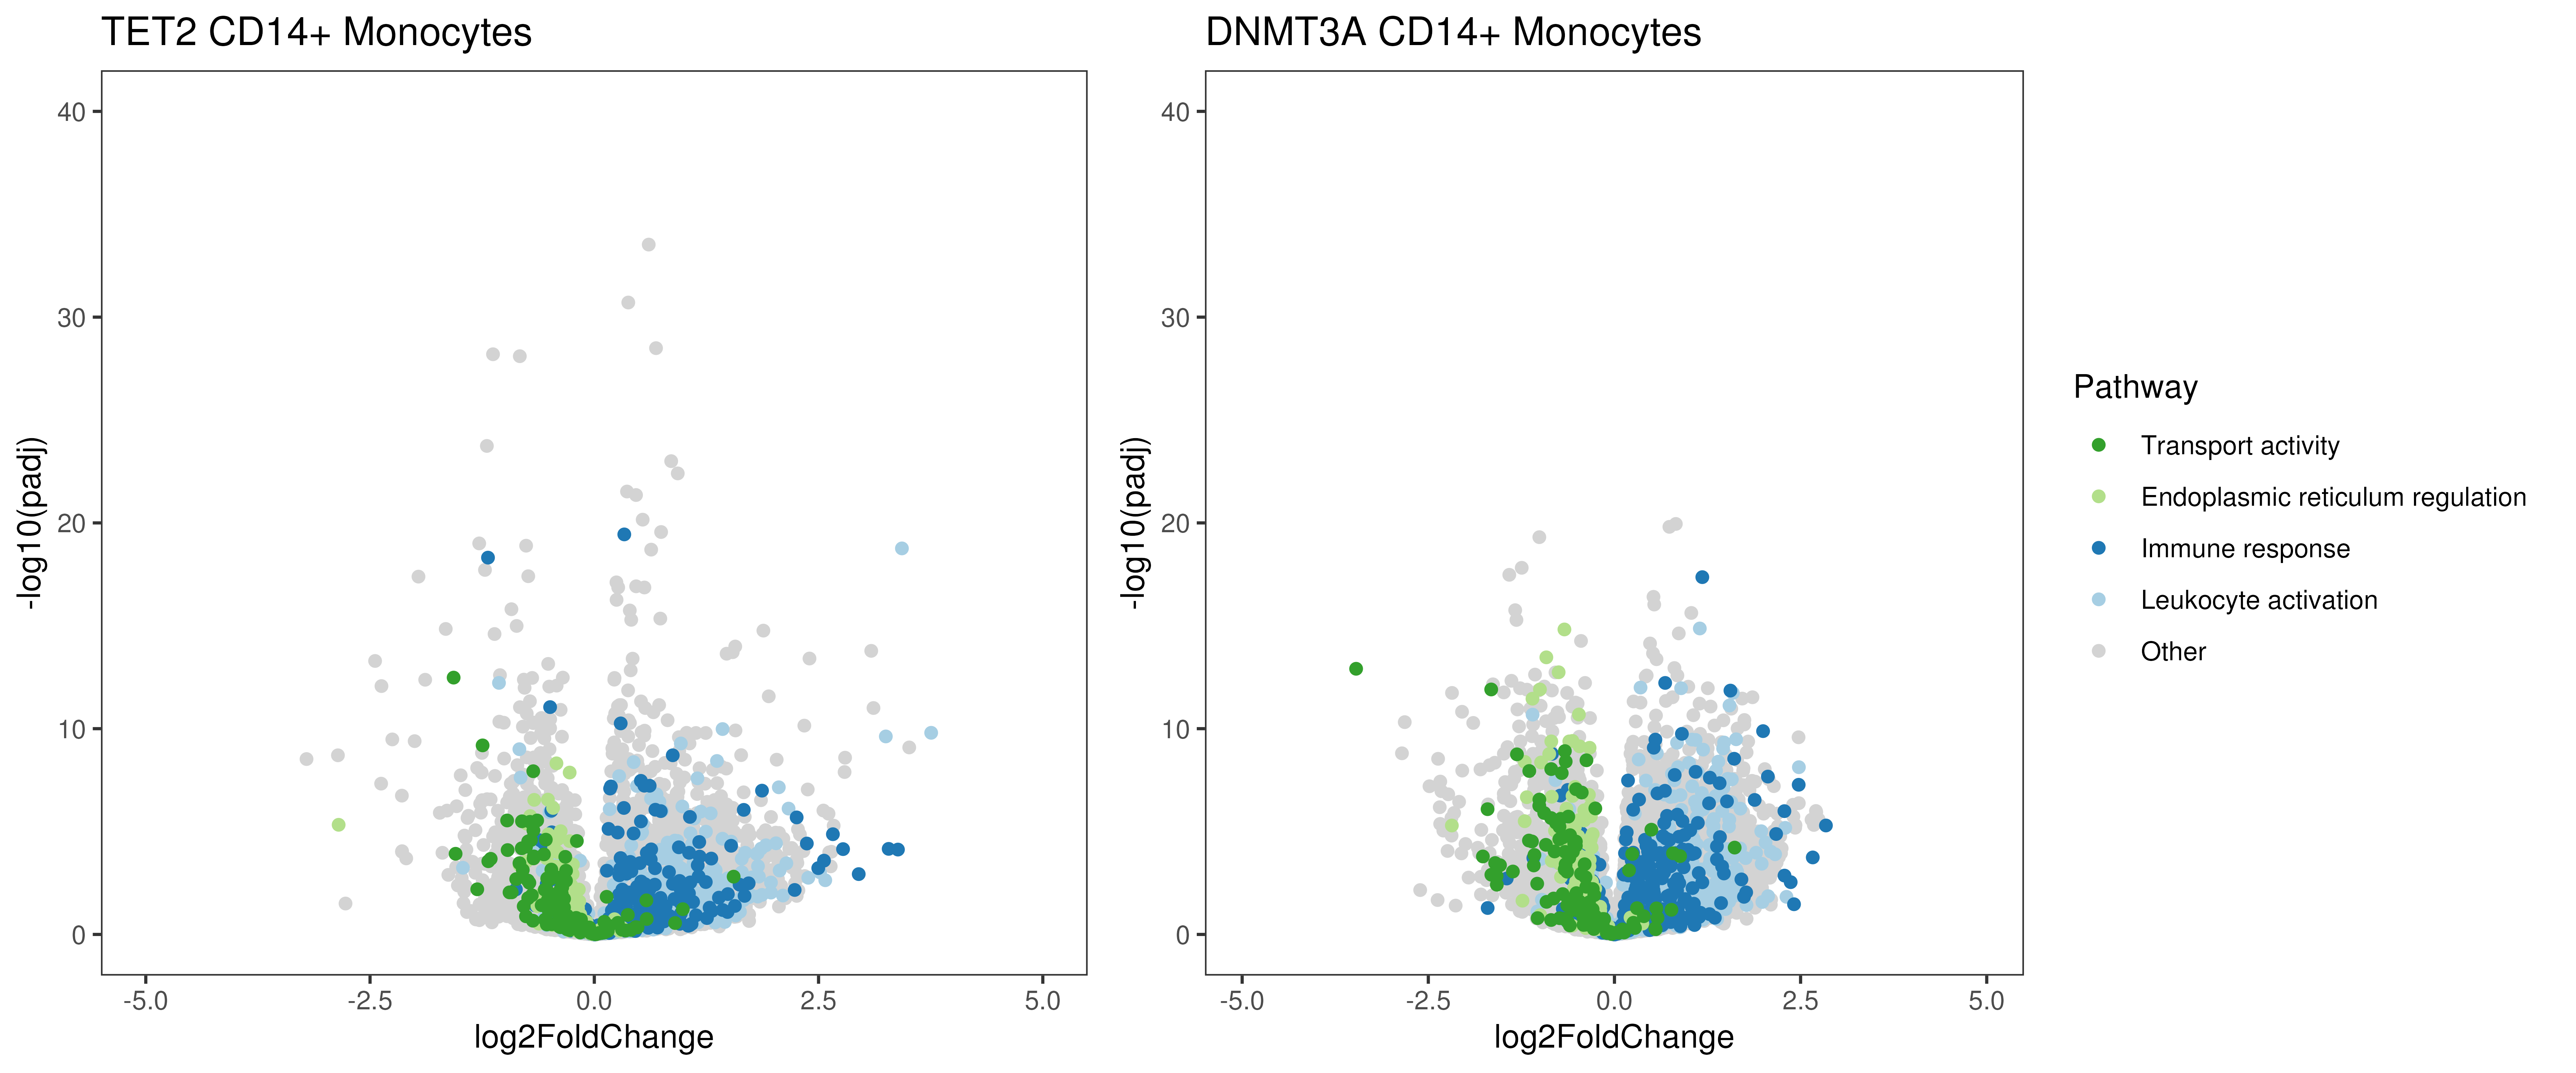 TET2 CD14+ Monocytes
40
30
20
10
0
-log10(padj)
-5.0 -2.5 0.0 2.5 5.0
log2FoldChange
DNMT3A CD14+ Monocytes
40
30
20
10
0
-log10(padj)
-5.0 -2.5 0.0 2.5 5.0
log2FoldChange
Pathway
Transport activity
Endoplasmic reticulum regulation
Immune response
Leukocyte activation
Other